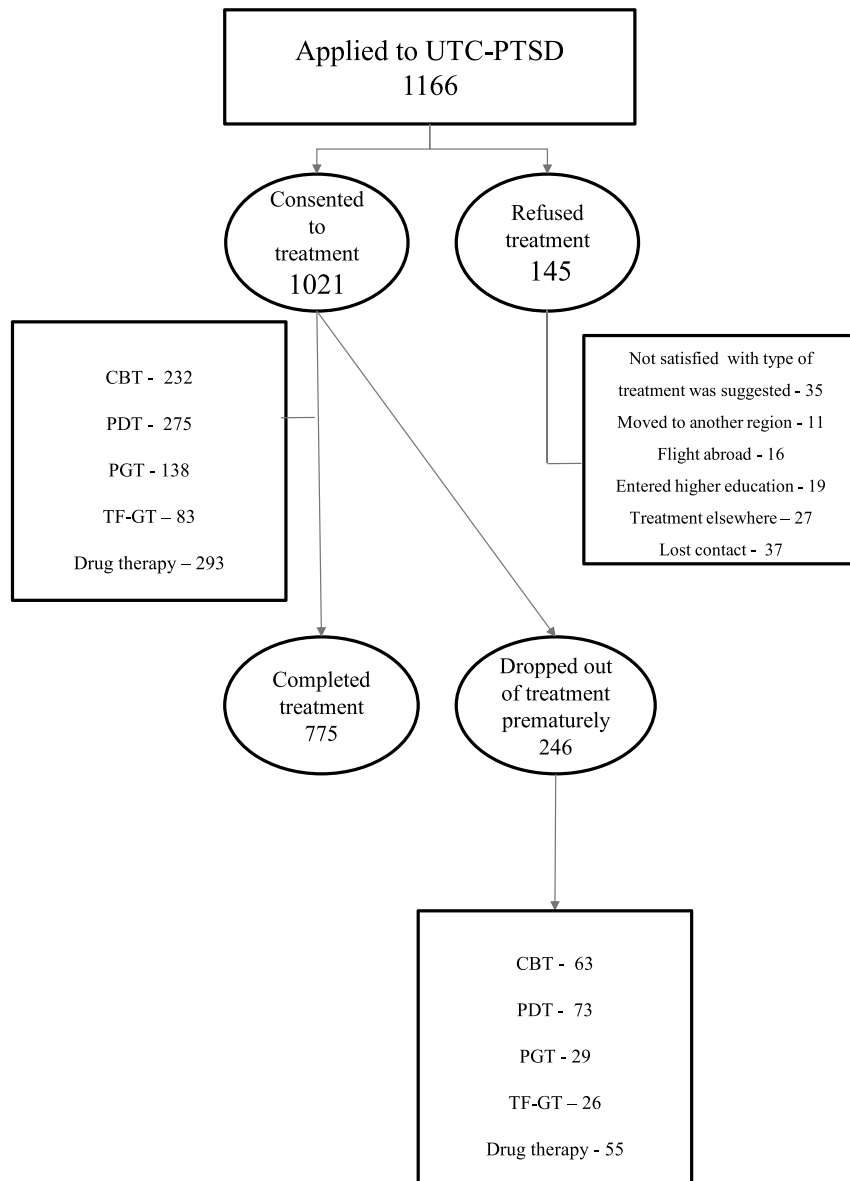 Applied to UTC-PTSD
1166
Consented
to
treatment
1021
Refused
treatment
145
CBT - 232
PDT - 275
PGT - 138
TF-GT – 83
Drug therapy – 293
Not satisfied with type of
treatment was suggested - 35
Moved to another region - 11
Flight abroad - 16
Entered higher education - 19
Treatment elsewhere – 27
Lost contact - 37
Completed
treatment
775
Dropped out
of treatment
prematurely
246
CBT - 63
PDT - 73
PGT - 29
TF-GT – 26
Drug therapy - 55